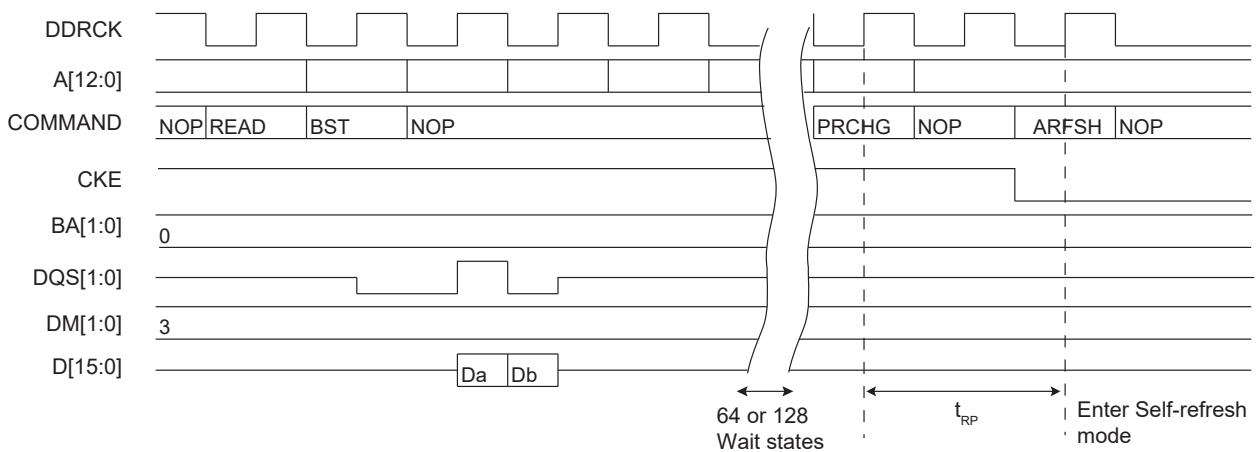 DDRCK
A[12:0]
COMMAND NOP READ BST NOP PRCHG NOP ARFSH NOP
CKE
BA[1:0] 0
DQS[1:0]
DM[1:0] 3
D[15:0] Da Db
64 or 128
Wait states
tRP
Enter Self-refresh
mode